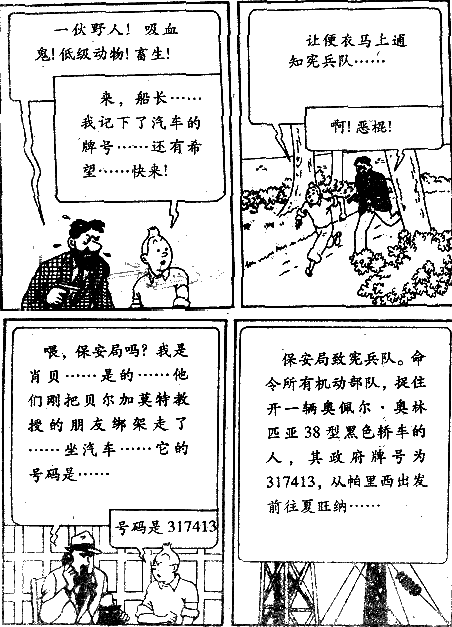 一伙野人！吸血
鬼！低级动物！畜生！
来，船长……
我记下了汽车的
牌号……还有希
望……快来！
让便衣马上通
知宪兵队……
啊！恶棍！
喂，保安局吗？我是
肖贝……是的……他
们刚把贝尔加莫特教
授的朋友绑架走了
……坐汽车……它的
号码是……
号码是317413
保安局致宪兵队。命
令所有机动部队，捉住
开一辆奥佩尔·奥林
匹亚38型黑色轿车的
人，其政府牌号为
317413，从帕里西出发
前往夏旺纳……